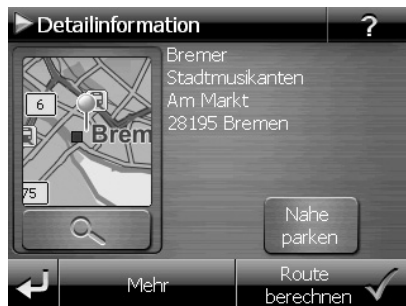 Detailinformation
?
Bremer
Stadtmusikanten
Am Markt
28195 Bremen
6
Brem
75
Nahe
parken
Mehr
Route
berechnen